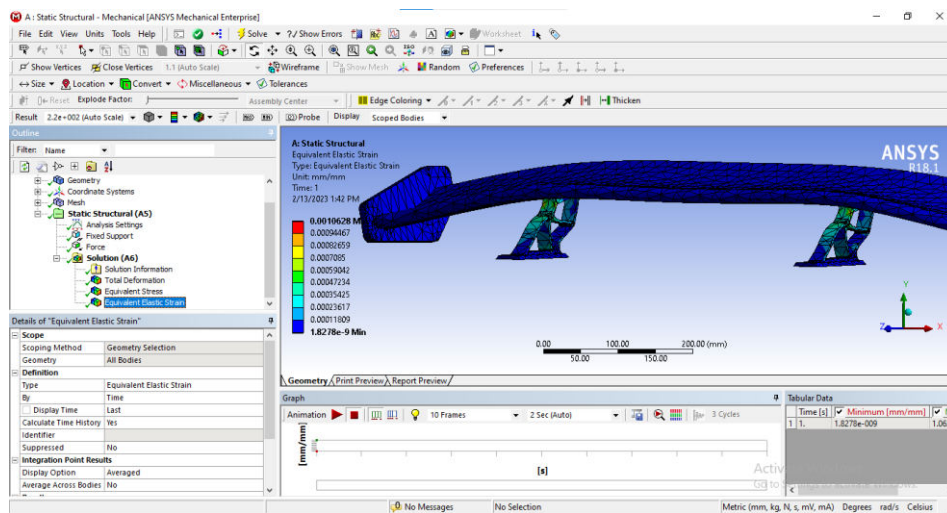 A : Static Structural - Mechanical [ANSYS Mechanical Enterprise]
File Edit View Units Tools Help Solve ?/ Show Errors Worksheet
Show Vertices Close Vertices 1.1 (Auto Scale) Wireframe Show Mesh Random Preferences
Size Location Convert Miscellaneous Tolerances
Reset Explode Factor: Assembly Center Edge Coloring Thicken
Result 2.2e+002 (Auto Scale) Probe Display Scoped Bodies
Outline
Filter: Name
Geometry
Coordinate Systems
Mesh
Static Structural (A5)
Analysis Settings
Fixed Support
Force
Solution (A6)
Solution Information
Total Deformation
Equivalent Stress
Equivalent Elastic Strain
Details of "Equivalent Elastic Strain"
Scope
Scoping Method Geometry Selection
Geometry All Bodies
Definition
Type Equivalent Elastic Strain
By Time
Display Time Last
Calculate Time History Yes
Identifier
Suppressed No
Integration Point Results
Display Option Averaged
Average Across Bodies No
A: Static Structural
Equivalent Elastic Strain
Type: Equivalent Elastic Strain
Unit: mm/mm
Time: 1
2/13/2023 1:42 PM
0.0010628 M
0.00094467
0.00082659
0.0007085
0.00059042
0.00047234
0.00035425
0.00023617
0.00011809
1.8278e-9 Min
ANSYS
R18.1
Y
Z X
0.00 100.00 200.00 (mm)
50.00 150.00
Geometry Print Preview Report Preview
Graph
Animation 10 Frames 2 Sec (Auto) 3 Cycles
[mm/mm]
[s]
Tabular Data
Time [s] Minimum [mm/mm]
1 1. 1.8278e-009 1.06
No Messages No Selection Metric (mm, kg, N, s, mV, mA) Degrees rad/s Celsius